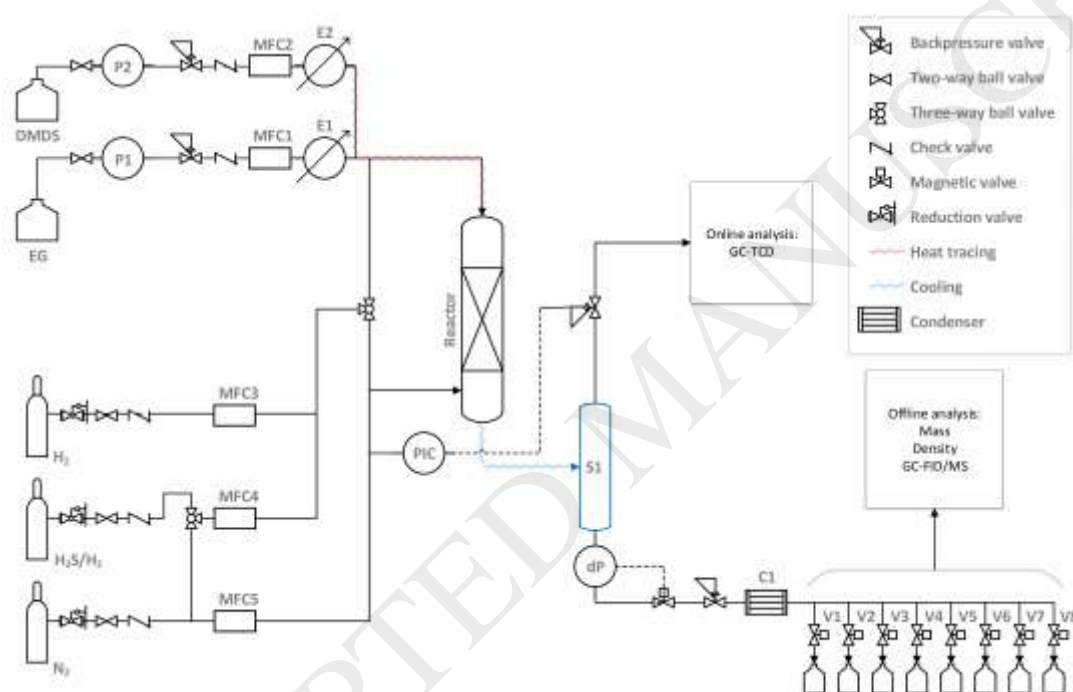 E2
MFC2
P2
DMDS
E1
MFC1
P1
EG
Reactor
MFC3
H₂
PIC
MFC4
H₂S/H₂
MFC5
N₂
S1
dP
C1
V1 V2 V3 V4 V5 V6 V7 V8
Online analysis:
GC-TCD
Offline analysis:
Mass
Density
GC-FID/MS
Backpressure valve
Two-way ball valve
Three-way ball valve
Check valve
Magnetic valve
Reduction valve
Heat tracing
Cooling
Condenser
PTED MANUSC